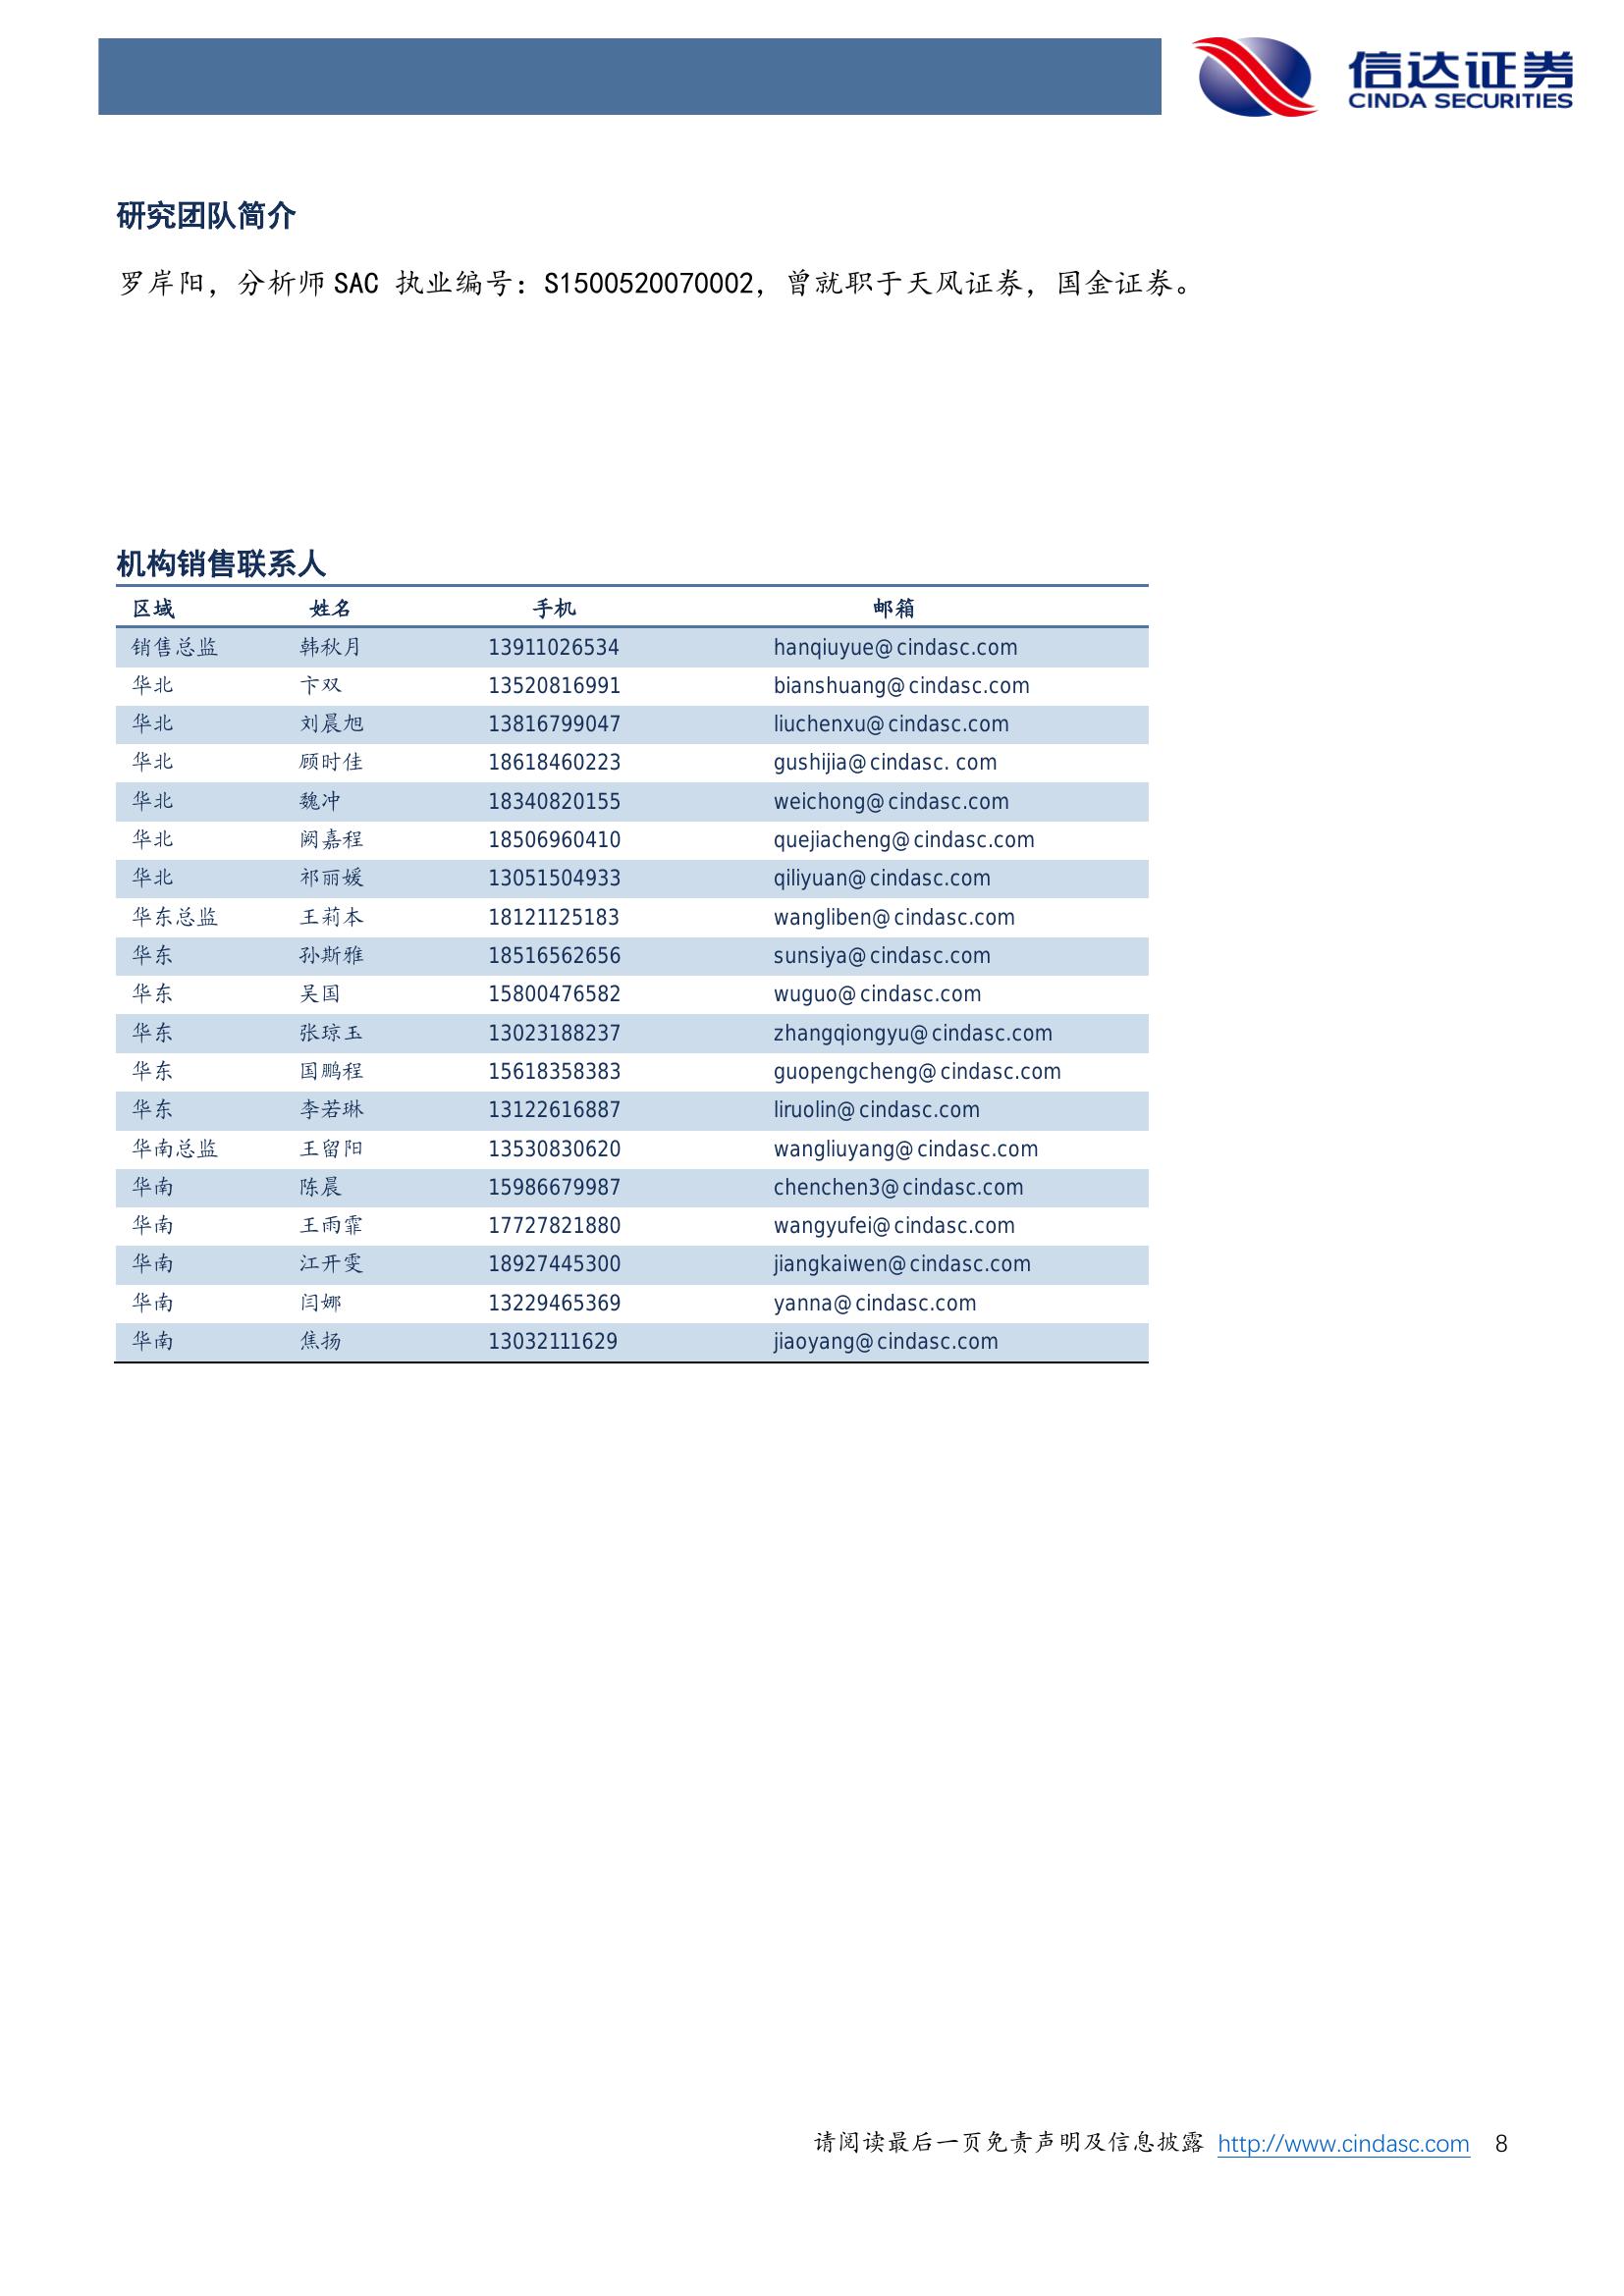 信达证券
CINDA SECURITIES
研究团队简介
罗岸阳，分析师 SAC 执业编号：S1500520070002，曾就职于天风证券，国金证券。
机构销售联系人
区域 姓名 手机 邮箱
销售总监 韩秋月 13911026534 hanqiuyue@cindasc.com
华北 卞双 13520816991 bianshuang@cindasc.com
华北 刘晨旭 13816799047 liuchenxu@cindasc.com
华北 顾时佳 18618460223 gushijia@cindasc. com
华北 魏冲 18340820155 weichong@cindasc.com
华北 阙嘉程 18506960410 quejiacheng@cindasc.com
华北 祁丽媛 13051504933 qiliyuan@cindasc.com
华东总监 王莉本 18121125183 wangliben@cindasc.com
华东 孙斯雅 18516562656 sunsiya@cindasc.com
华东 吴国 15800476582 wuguo@cindasc.com
华东 张琼玉 13023188237 zhangqiongyu@cindasc.com
华东 国鹏程 15618358383 guopengcheng@cindasc.com
华东 李若琳 13122616887 liruolin@cindasc.com
华南总监 王留阳 13530830620 wangliuyang@cindasc.com
华南 陈晨 15986679987 chenchen3@cindasc.com
华南 王雨霏 17727821880 wangyufei@cindasc.com
华南 江开雯 18927445300 jiangkaiwen@cindasc.com
华南 闫娜 13229465369 yanna@cindasc.com
华南 焦扬 13032111629 jiaoyang@cindasc.com
请阅读最后一页免责声明及信息披露 http://www.cindasc.com 8